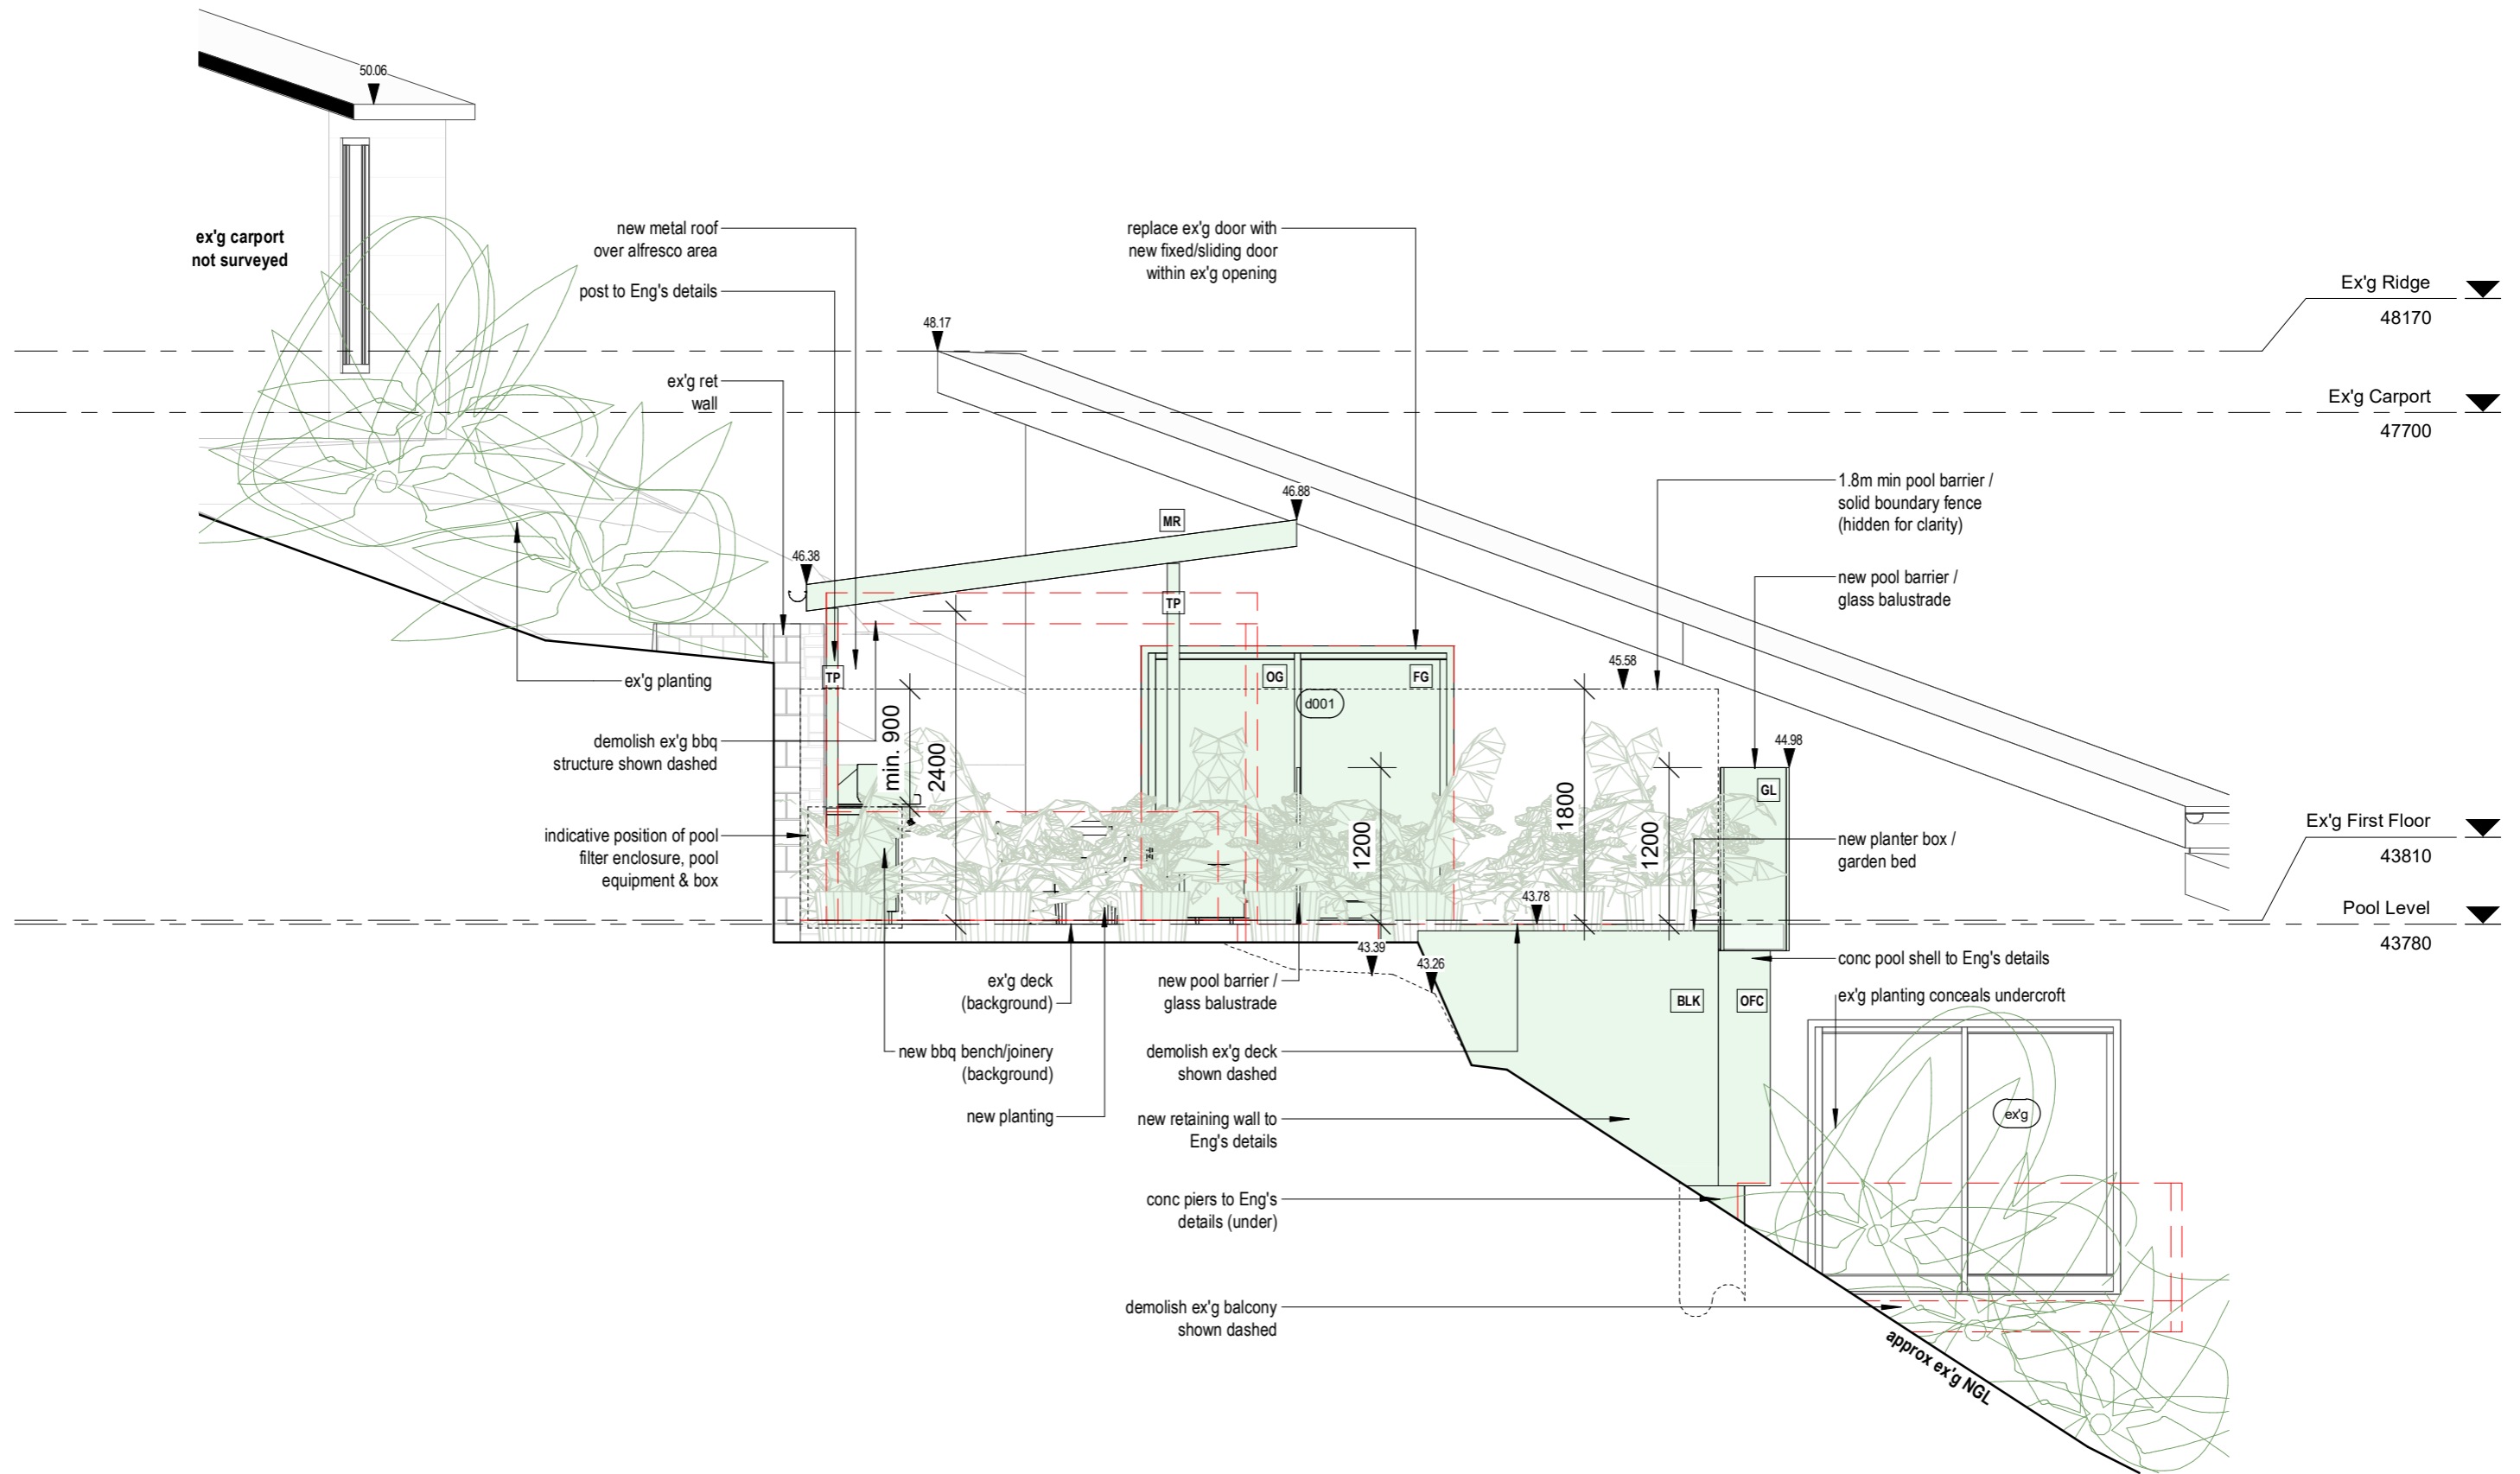 50.06
ex'g carport
not surveyed
new metal roof
over alfresco area
post to Eng's details
replace ex'g door with
new fixed/sliding door
within ex'g opening
Ex'g Ridge
48170
48.17
ex'g ret
wall
Ex'g Carport
47700
1.8m min pool barrier /
solid boundary fence
(hidden for clarity)
46.88
MR
46.38
new pool barrier /
glass balustrade
TP
TP
OG
FG
45.58
ex'g planting
d001
min. 900
2400
demolish ex'g bbq
structure shown dashed
44.98
GL
1800
1200
1200
indicative position of pool
filter enclosure, pool
equipment & box
new planter box /
garden bed
Ex'g First Floor
43810
43.78
Pool Level
43780
43.39
43.26
conc pool shell to Eng's details
ex'g deck
(background)
new pool barrier /
glass balustrade
BLK
OFC
ex'g planting conceals undercroft
new bbq bench/joinery
(background)
demolish ex'g deck
shown dashed
new planting
new retaining wall to
Eng's details
ex'g
conc piers to Eng's
details (under)
demolish ex'g balcony
shown dashed
approx ex'g NGL